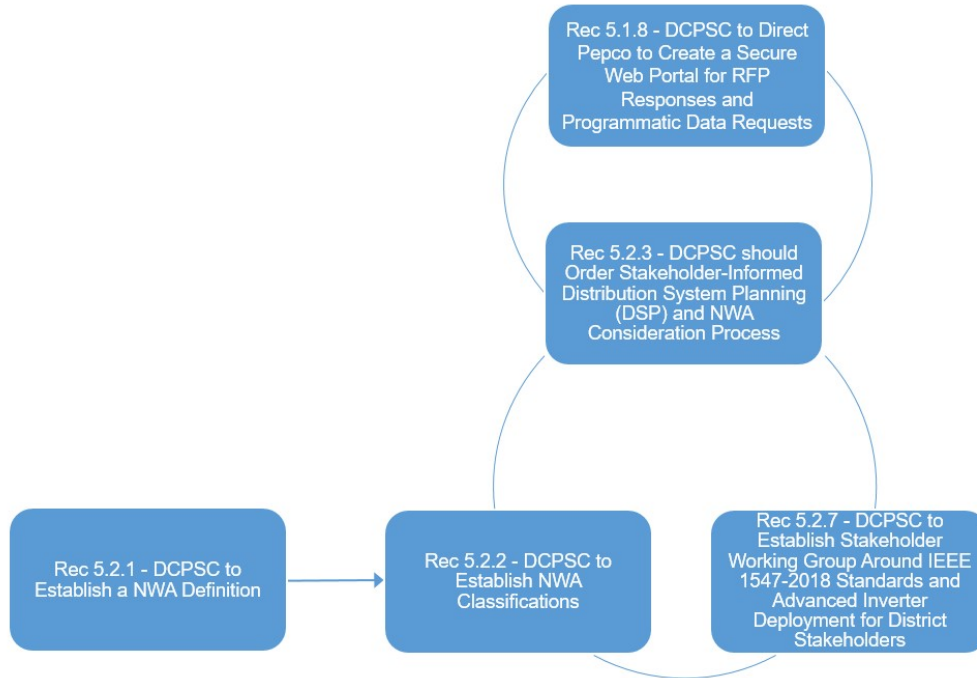 Rec 5.1.8 - DCPSC to Direct
Pepco to Create a Secure
Web Portal for RFP
Responses and
Programmatic Data Requests
Rec 5.2.3 - DCPSC should
Order Stakeholder-Informed
Distribution System Planning
(DSP) and NWA
Consideration Process
Rec 5.2.1 - DCPSC to
Establish a NWA Definition
Rec 5.2.2 - DCPSC to
Establish NWA
Classifications
Rec 5.2.7 - DCPSC to
Establish Stakeholder
Working Group Around IEEE
1547-2018 Standards and
Advanced Inverter
Deployment for District
Stakeholders